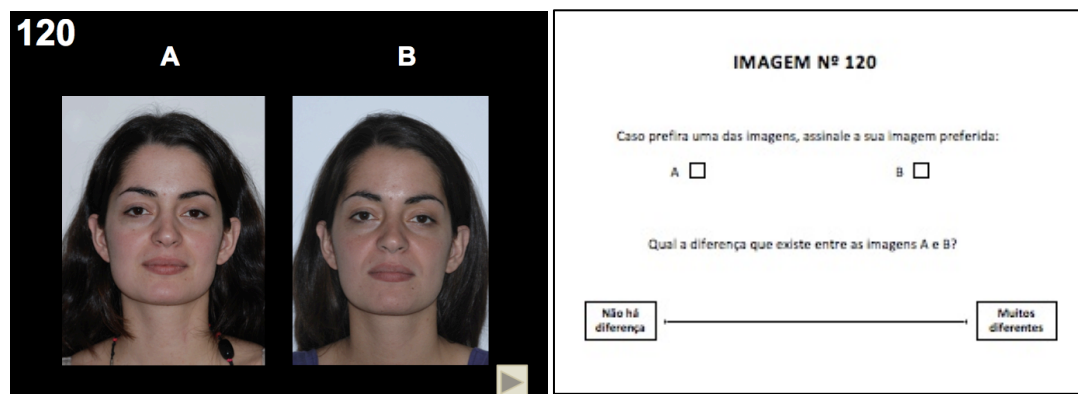 120
A
B
IMAGEM Nº 120
Caso prefira uma das imagens, assinale a sua imagem preferida:
A
B
Qual a diferença que existe entre as imagens A e B?
Não há
diferença
Muitos
diferentes